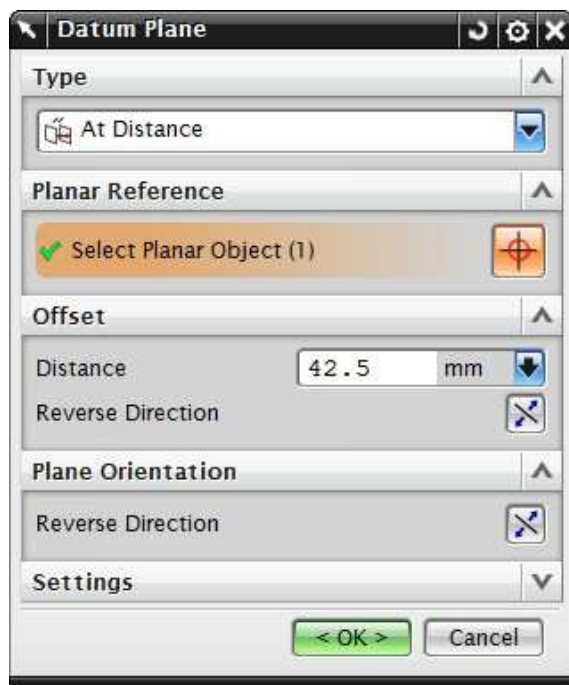 Datum Plane
Type
At Distance
Planar Reference
Select Planar Object (1)
Offset
Distance 42.5 mm
Reverse Direction
Plane Orientation
Reverse Direction
Settings
< OK > Cancel